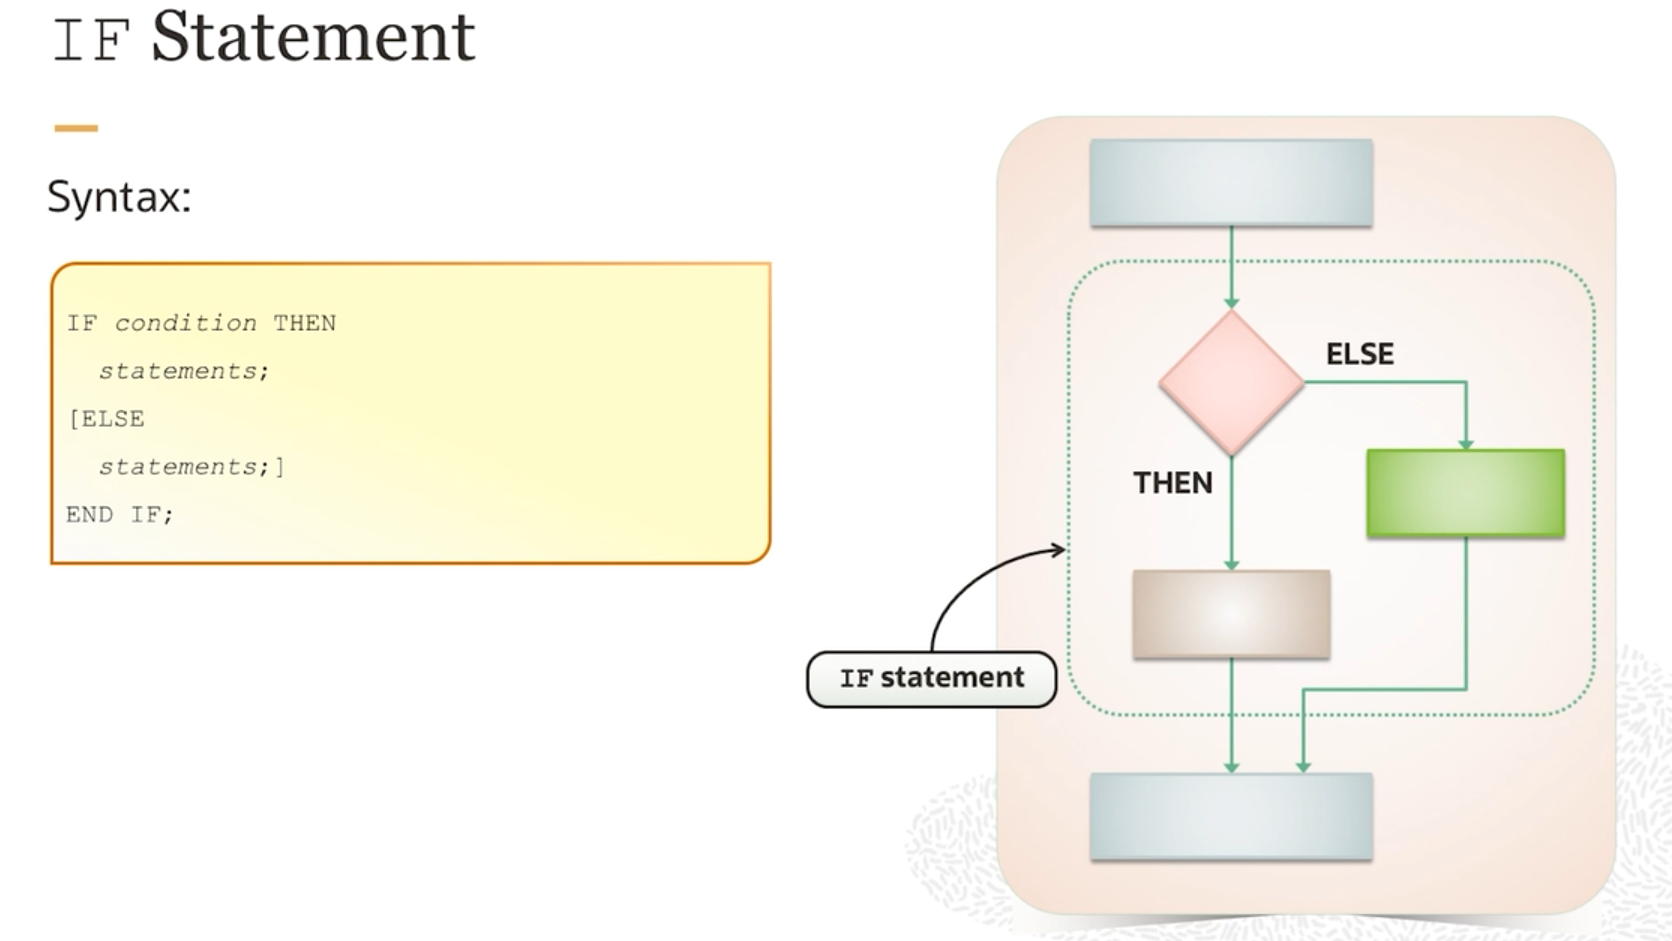 IF Statement
Syntax:
IF condition THEN
statements;
[ELSE
statements;]
END IF;
ELSE
THEN
IF statement